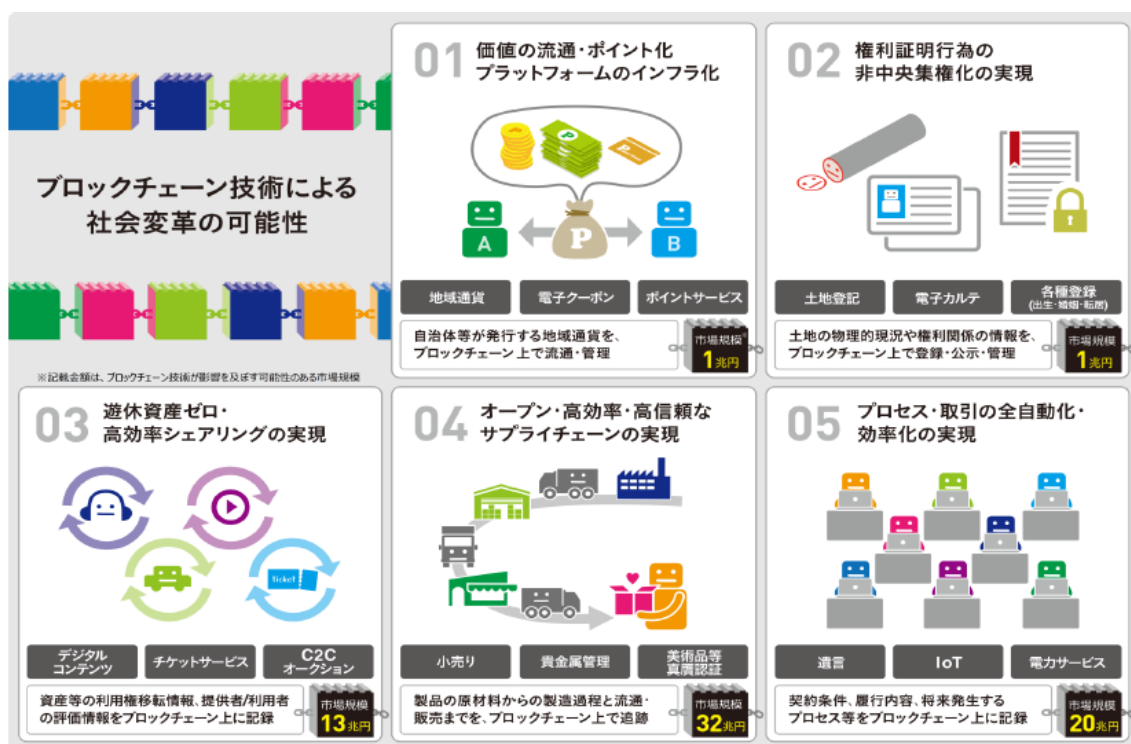 ブロックチェーン技術による
社会変革の可能性
※記載金額は、ブロックチェーン技術が影響を及ぼす可能性のある市場規模
01
価値の流通・ポイント化
プラットフォームのインフラ化
P
P
A
P
B
地域通貨
電子クーポン
ポイントサービス
自治体等が発行する地域通貨を、
ブロックチェーン上で流通・管理
市場規模
1兆円
02
権利証明行為の
非中央集権化の実現
土地登記
電子カルテ
各種登録
(出生・婚姻・転居)
土地の物理的現況や権利関係の情報を、
ブロックチェーン上で登録・公示・管理
市場規模
1兆円
03
遊休資産ゼロ・
高効率シェアリングの実現
Ticket
デジタル
コンテンツ
チケットサービス
C2C
オークション
資産等の利用権移転情報、提供者/利用者
の評価情報をブロックチェーン上に記録
市場規模
13兆円
04
オープン・高効率・高信頼な
サプライチェーンの実現
小売り
貴金属管理
美術品等
真贋認証
製品の原材料からの製造過程と流通・
販売までを、ブロックチェーン上で追跡
市場規模
32兆円
05
プロセス・取引の全自動化・
効率化の実現
遺言
IoT
電力サービス
契約条件、履行内容、将来発生する
プロセス等をブロックチェーン上に記録
市場規模
20兆円